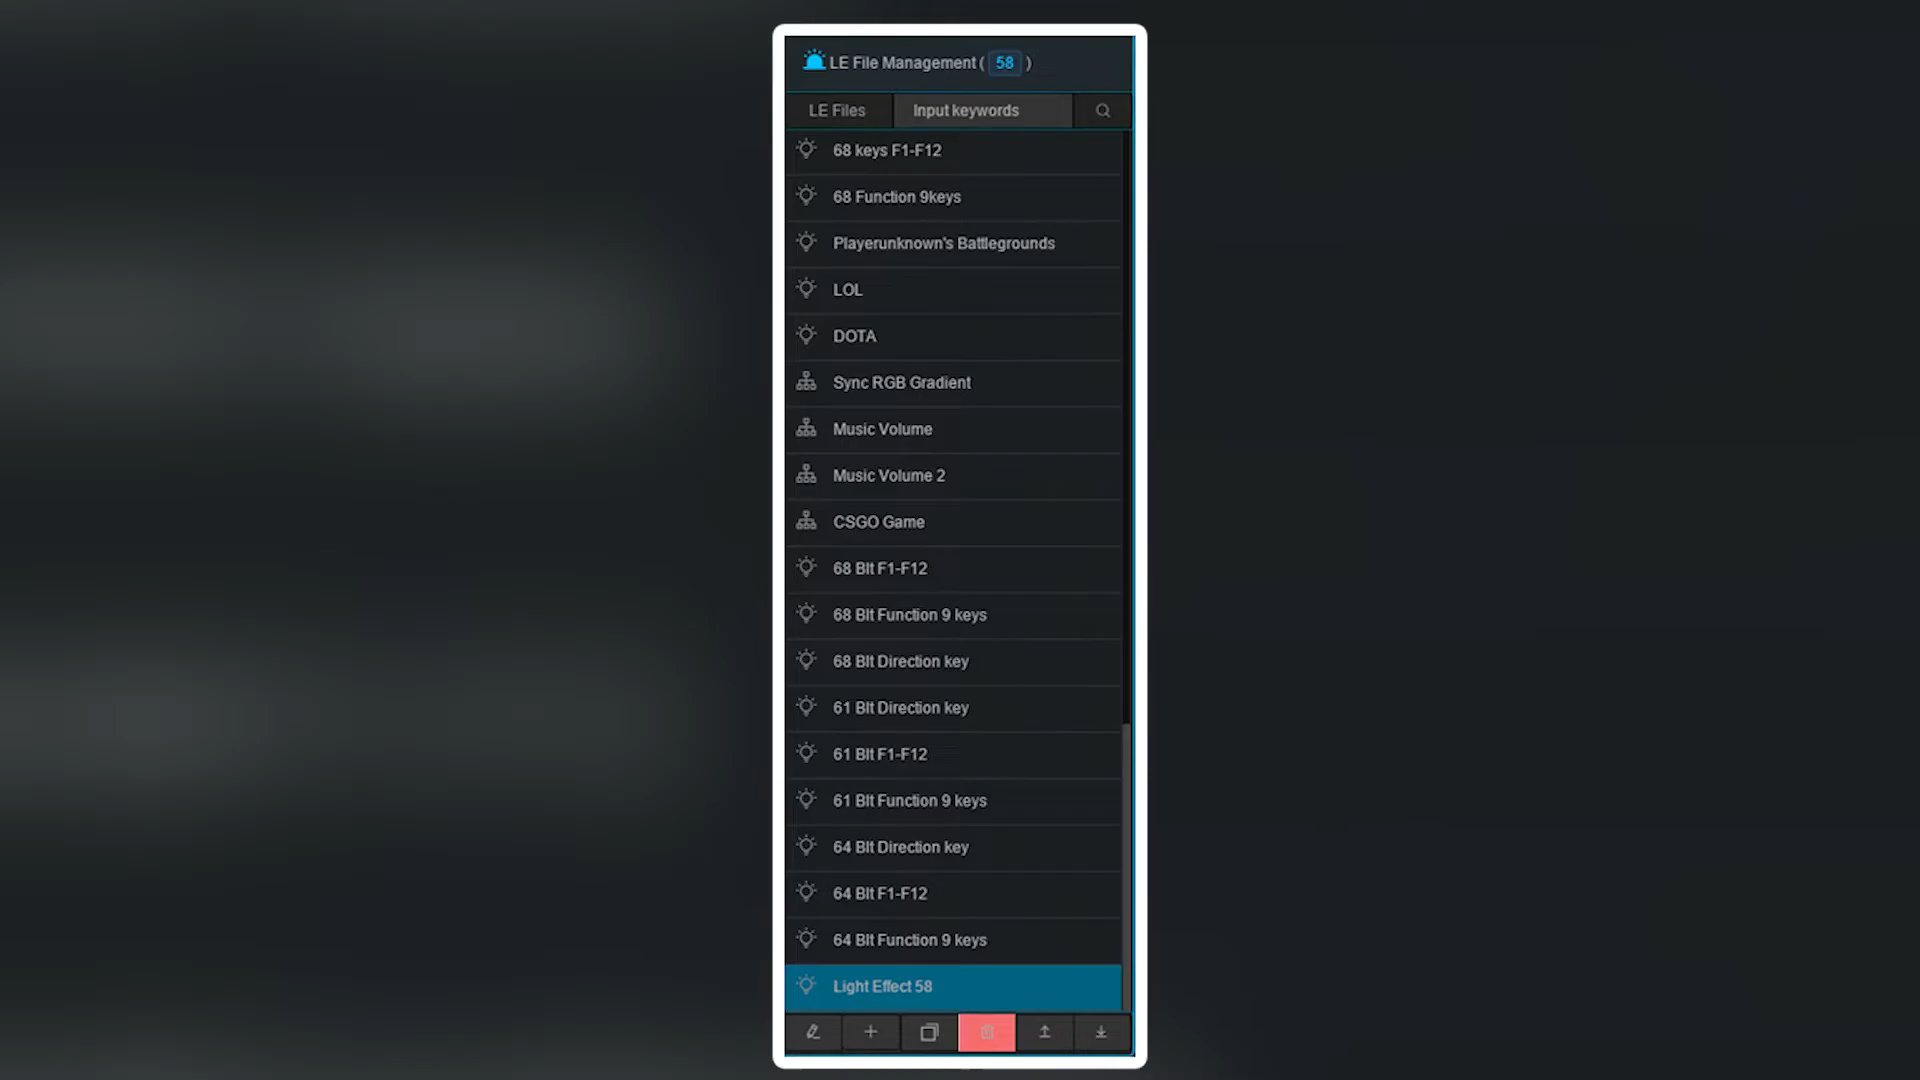 LE File Management ( 58 )
LE Files
Input keywords
68 keys F1-F12
68 Function 9keys
Playerunknown's Battlegrounds
LOL
DOTA
Sync RGB Gradient
Music Volume
Music Volume 2
CSGO Game
68 Blt F1-F12
68 Blt Function 9 keys
68 Blt Direction key
61 Blt Direction key
61 Blt F1-F12
61 Blt Function 9 keys
64 Blt Direction key
64 Blt F1-F12
64 Blt Function 9 keys
Light Effect 58